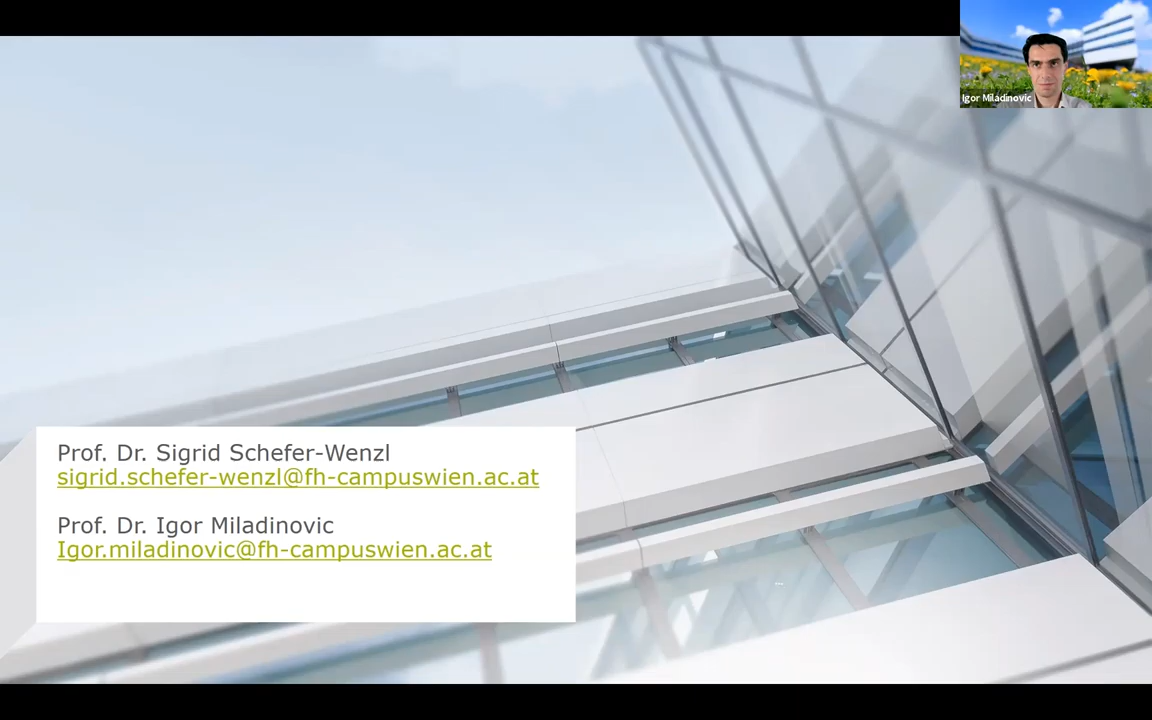 Igor Miladinovic
Prof. Dr. Sigrid Schefer-Wenzl
sigrid.schefer-wenzl@fh-campuswien.ac.at
Prof. Dr. Igor Miladinovic
Igor.miladinovic@fh-campuswien.ac.at